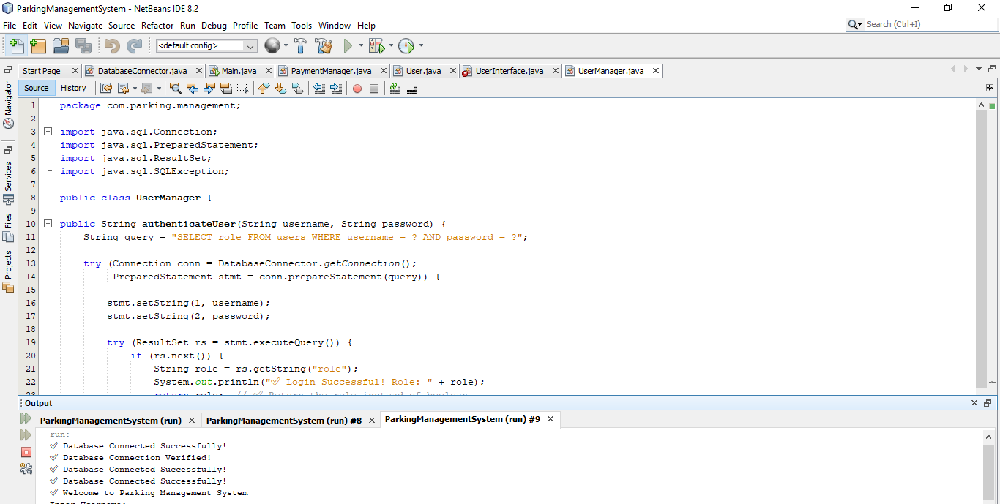 ParkingManagementSystem - NetBeans IDE 8.2
File Edit View Navigate Source Refactor Run Debug Profile Team Tools Window Help
Search (Ctrl+I)
<default config>
Start Page DatabaseConnector.java Main.java PaymentManager.java User.java UserInterface.java UserManager.java
Source History
Navigator
Services
Files
Projects
1 package com.parking.management;
2
3 import java.sql.Connection;
4 import java.sql.PreparedStatement;
5 import java.sql.ResultSet;
6 import java.sql.SQLException;
7
8 public class UserManager {
9
10 public String authenticateUser(String username, String password) {
11 String query = "SELECT role FROM users WHERE username = ? AND password = ?";
12
13 try (Connection conn = DatabaseConnector.getConnection();
14 PreparedStatement stmt = conn.prepareStatement(query)) {
15
16 stmt.setString(1, username);
17 stmt.setString(2, password);
18
19 try (ResultSet rs = stmt.executeQuery()) {
20 if (rs.next()) {
21 String role = rs.getString("role");
22 System.out.println("✅ Login Successful! Role: " + role);
23 return role; // ✅ Return the role instead of boolean
Output
ParkingManagementSystem (run) ParkingManagementSystem (run) #8 ParkingManagementSystem (run) #9
run:
✅ Database Connected Successfully!
✅ Database Connection Verified!
✅ Database Connected Successfully!
✅ Database Connected Successfully!
✅ Welcome to Parking Management System
Enter Username: